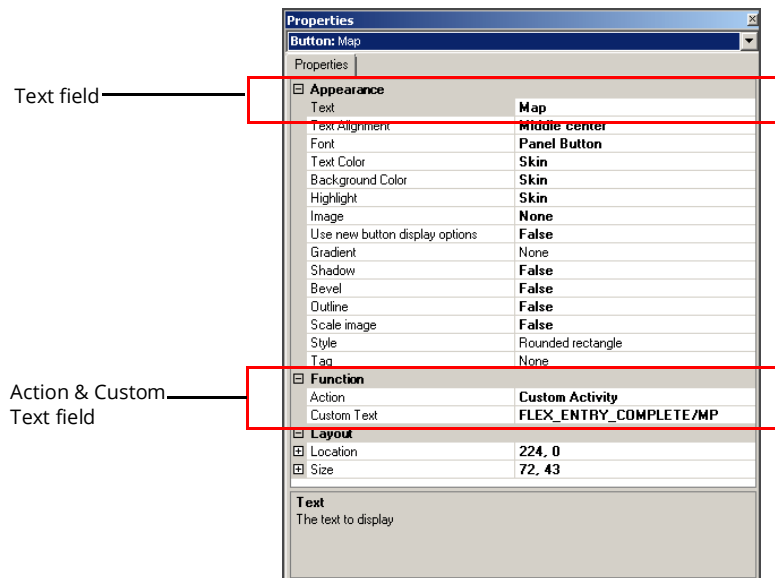 Properties
Button: Map
Properties
Text field
Appearance
Text Map
Text Alignment Middle center
Font Panel Button
Text Color Skin
Background Color Skin
Highlight Skin
Image None
Use new button display options False
Gradient None
Shadow False
Bevel False
Outline False
Scale image False
Style Rounded rectangle
Tag None
Action & Custom
Text field
Function
Action Custom Activity
Custom Text FLEX_ENTRY_COMPLETE/MP
Layout
Location 224, 0
Size 72, 43
Text
The text to display